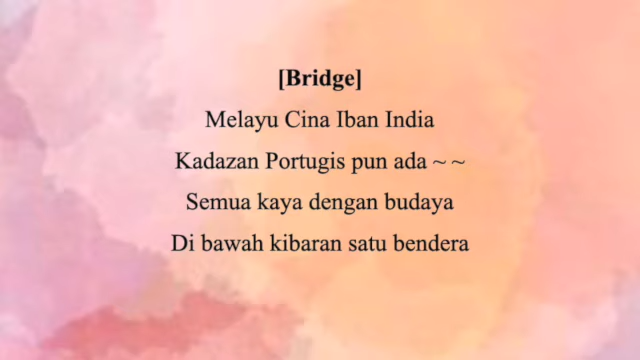 [Bridge]
Melayu Cina Iban India
Kadazan Portugis pun ada ~ ~
Semua kaya dengan budaya
Di bawah kibaran satu bendera